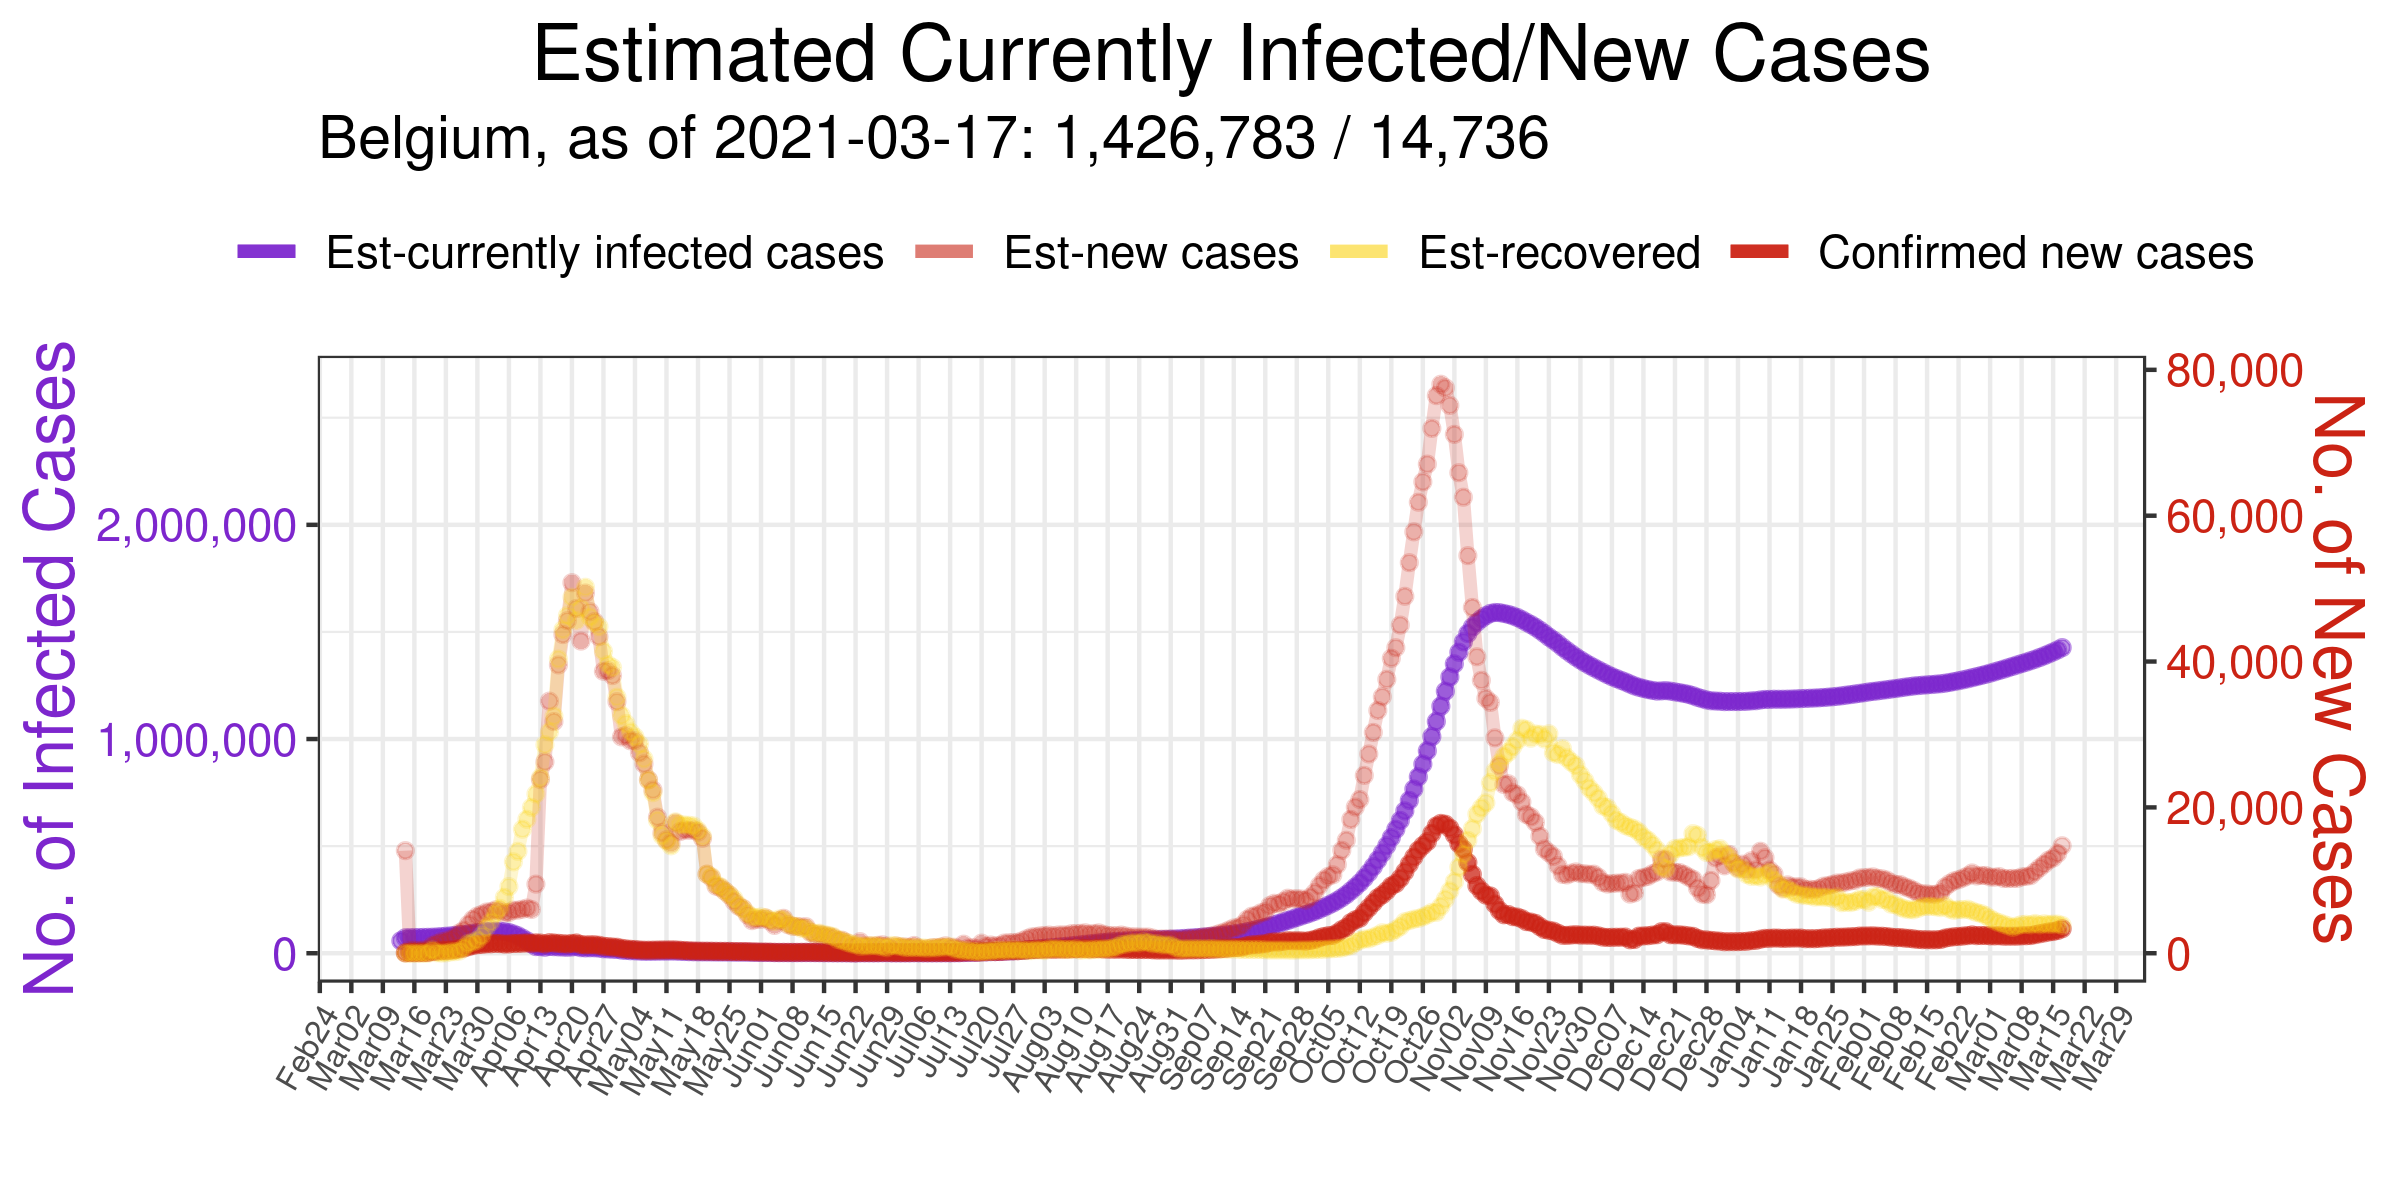 Estimated Currently Infected/New Cases
Belgium, as of 2021-03-17: 1,426,783 / 14,736
Est-currently infected cases Est-new cases Est-recovered Confirmed new cases
No. of Infected Cases
2,000,000
1,000,000
0
80,000
60,000
40,000
20,000
0
No. of New Cases
Feb24
Mar02
Mar09
Mar16
Mar23
Mar30
Apr06
Apr13
Apr20
Apr27
May04
May11
May18
May25
Jun01
Jun08
Jun15
Jun22
Jun29
Jul06
Jul13
Jul20
Jul27
Aug03
Aug10
Aug17
Aug24
Aug31
Sep07
Sep14
Sep21
Sep28
Oct05
Oct12
Oct19
Oct26
Nov02
Nov09
Nov16
Nov23
Nov30
Dec07
Dec14
Dec21
Dec28
Jan04
Jan11
Jan18
Jan25
Feb01
Feb08
Feb15
Feb22
Mar01
Mar08
Mar15
Mar22
Mar29